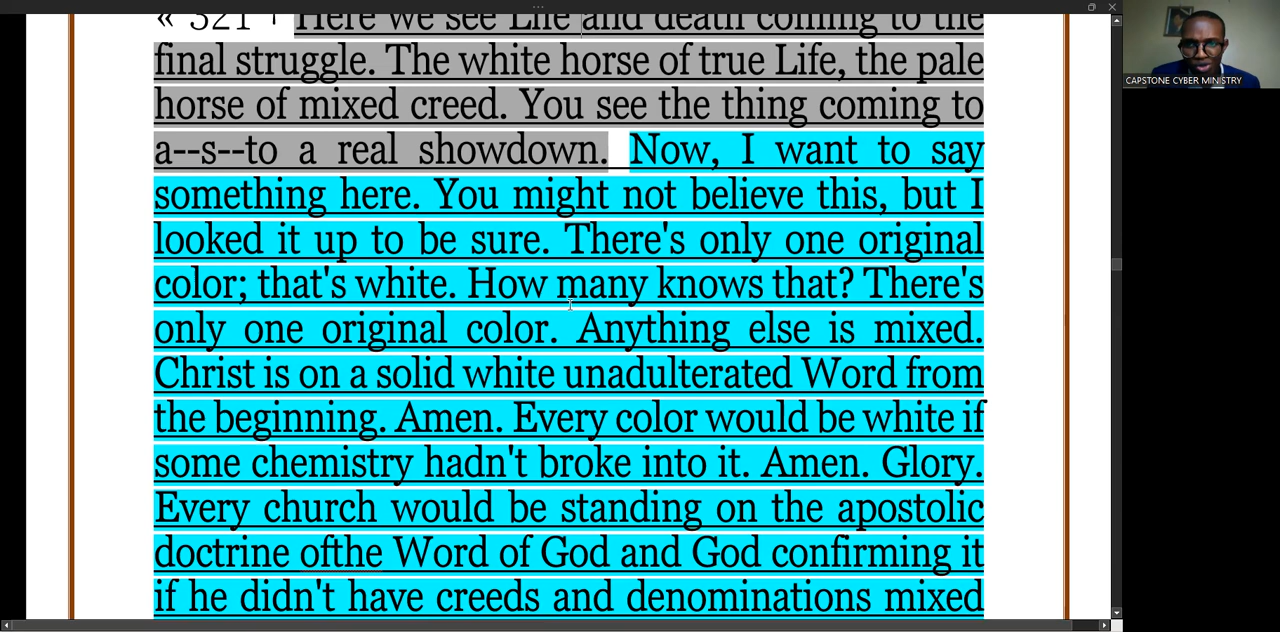 « 321 ↑ Here we see Life and death coming to the
final struggle. The white horse of true Life, the pale
horse of mixed creed. You see the thing coming to
a--s--to a real showdown. Now, I want to say
something here. You might not believe this, but I
looked it up to be sure. There's only one original
color; that's white. How many knows that? There's
only one original color. Anything else is mixed.
Christ is on a solid white unadulterated Word from
the beginning. Amen. Every color would be white if
some chemistry hadn't broke into it. Amen. Glory.
Every church would be standing on the apostolic
doctrine ofthe Word of God and God confirming it
if he didn't have creeds and denominations mixed
CAPSTONE CYBER MINISTRY